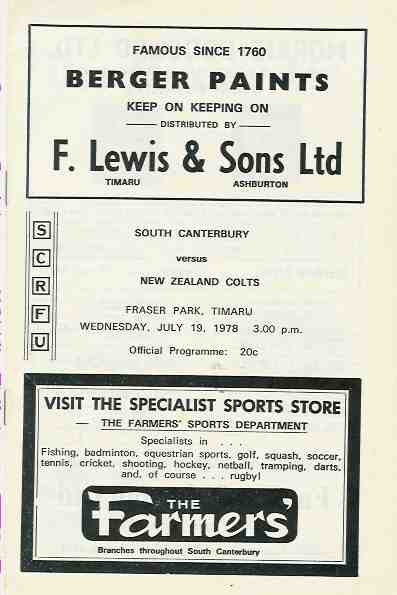 FAMOUS SINCE 1760
BERGER PAINTS
KEEP ON KEEPING ON
DISTRIBUTED BY
F. Lewis & Sons Ltd
TIMARU ASHBURTON
S
C
R
F
U
SOUTH CANTERBURY
versus
NEW ZEALAND COLTS
FRASER PARK, TIMARU
WEDNESDAY, JULY 19, 1978 3.00 p.m.
Official Programme: 20c
VISIT THE SPECIALIST SPORTS STORE
— THE FARMERS' SPORTS DEPARTMENT
Specialists in . . .
Fishing, badminton, equestrian sports, golf, squash, soccer,
tennis, cricket, shooting, hockey, netball, tramping, darts,
and, of course . . . rugby!
THE
Farmers'
Branches throughout South Canterbury